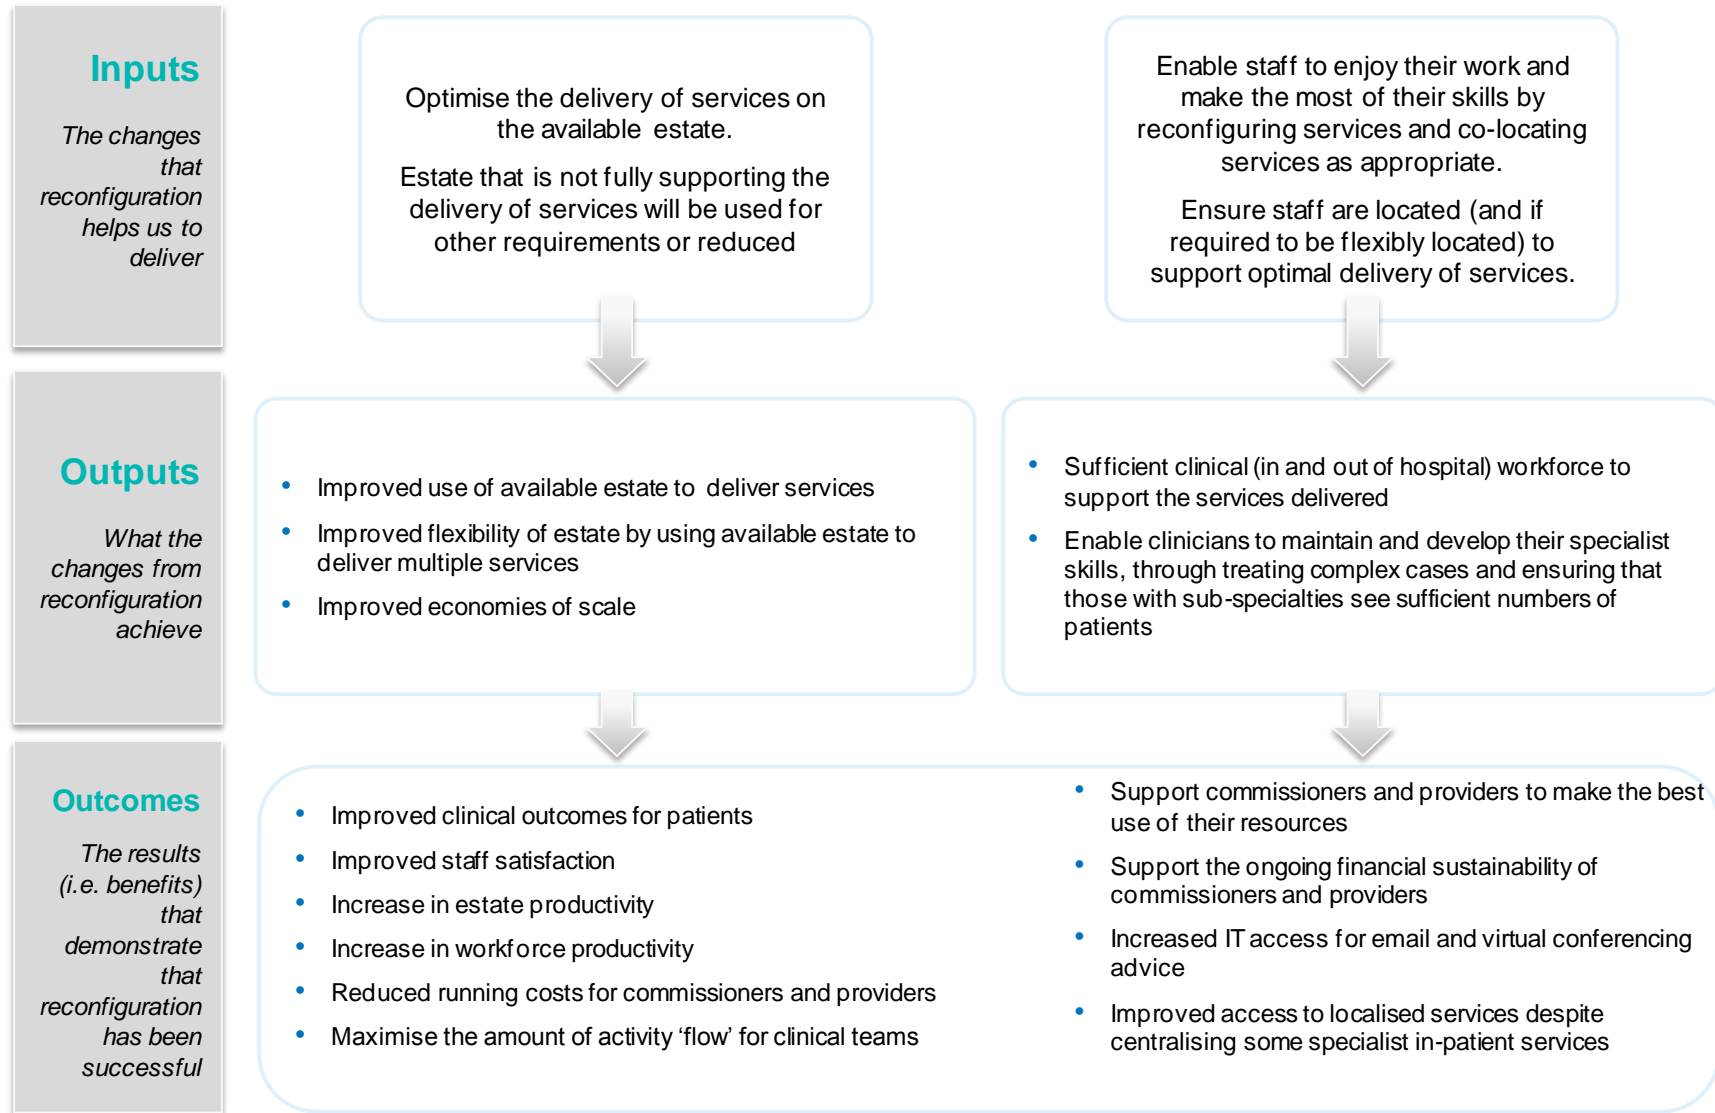 Inputs
The changes
that
reconfiguration
helps us to
deliver
Optimise the delivery of services on
the available estate.
Estate that is not fully supporting the
delivery of services will be used for
other requirements or reduced
Enable staff to enjoy their work and
make the most of their skills by
reconfiguring services and co-locating
services as appropriate.
Ensure staff are located (and if
required to be flexibly located) to
support optimal delivery of services.
Outputs
What the
changes from
reconfiguration
achieve
• Improved use of available estate to deliver services
• Improved flexibility of estate by using available estate to
deliver multiple services
• Improved economies of scale
• Sufficient clinical (in and out of hospital) workforce to
support the services delivered
• Enable clinicians to maintain and develop their specialist
skills, through treating complex cases and ensuring that
those with sub-specialties see sufficient numbers of
patients
Outcomes
The results
(i.e. benefits)
that
demonstrate
that
reconfiguration
has been
successful
• Improved clinical outcomes for patients
• Improved staff satisfaction
• Increase in estate productivity
• Increase in workforce productivity
• Reduced running costs for commissioners and providers
• Maximise the amount of activity ‘flow’ for clinical teams
• Support commissioners and providers to make the best
use of their resources
• Support the ongoing financial sustainability of
commissioners and providers
• Increased IT access for email and virtual conferencing
advice
• Improved access to localised services despite
centralising some specialist in-patient services